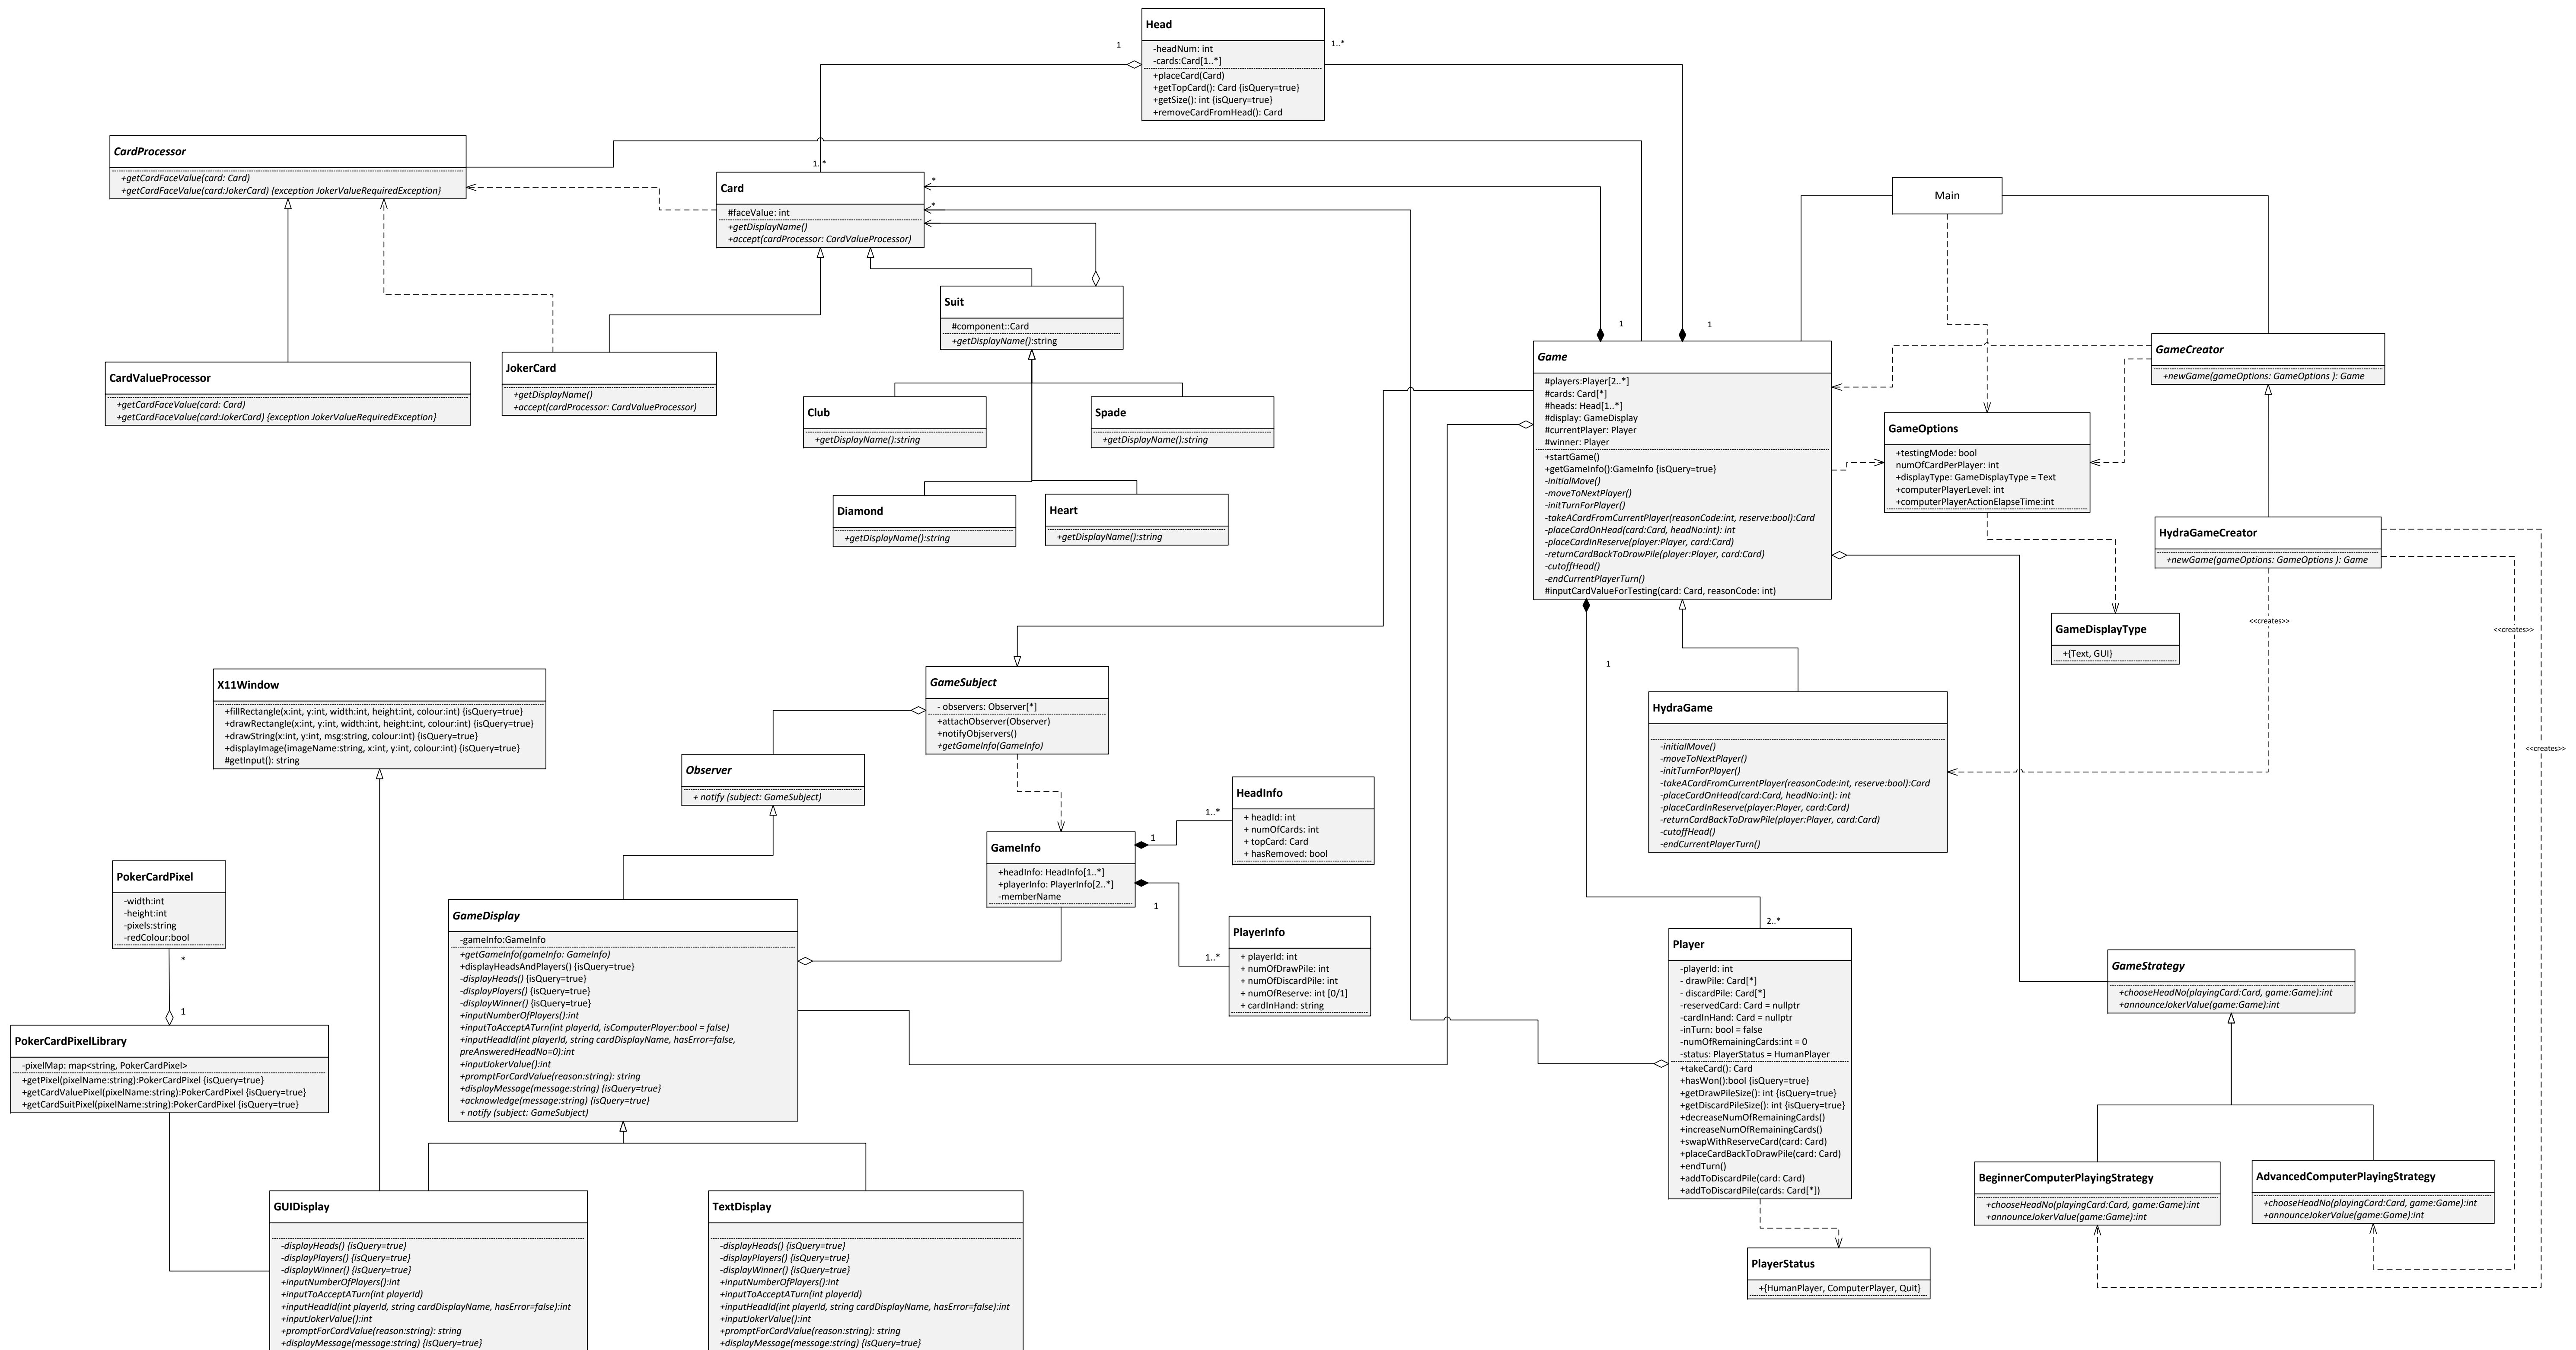 Head
-headNum: int
-cards:Card[1..*]
+placeCard(Card)
+getTopCard(): Card {isQuery=true}
+getSize(): int {isQuery=true}
+removeCardFromHead(): Card
1
1..*
CardProcessor
+getCardFaceValue(card: Card)
+getCardFaceValue(card:JokerCard) {exception JokerValueRequiredException}
1..*
Card
#faceValue: int
+getDisplayName()
+accept(cardProcessor: CardValueProcessor)
*
*
Main
Suit
#component::Card
+getDisplayName():string
CardValueProcessor
+getCardFaceValue(card: Card)
+getCardFaceValue(card:JokerCard) {exception JokerValueRequiredException}
JokerCard
+getDisplayName()
+accept(cardProcessor: CardValueProcessor)
Club
+getDisplayName():string
Spade
+getDisplayName():string
Diamond
+getDisplayName():string
Heart
+getDisplayName():string
1
1
Game
#players:Player[2..*]
#cards: Card[*]
#heads: Head[1..*]
#display: GameDisplay
#currentPlayer: Player
#winner: Player
+startGame()
+getGameInfo():GameInfo {isQuery=true}
-initialMove()
-moveToNextPlayer()
-initTurnForPlayer()
-takeACardFromCurrentPlayer(reasonCode:int, reserve:bool):Card
-placeCardOnHead(card:Card, headNo:int): int
-placeCardInReserve(player:Player, card:Card)
-returnCardBackToDrawPile(player:Player, card:Card)
-cutoffHead()
-endCurrentPlayerTurn()
#inputCardValueForTesting(card: Card, reasonCode: int)
GameCreator
+newGame(gameOptions: GameOptions ): Game
GameOptions
+testingMode: bool
numOfCardPerPlayer: int
+displayType: GameDisplayType = Text
+computerPlayerLevel: int
+computerPlayerActionElapseTime:int
HydraGameCreator
+newGame(gameOptions: GameOptions ): Game
GameDisplayType
+{Text, GUI}
<<creates>>
<<creates>>
<<creates>>
1
X11Window
+fillRectangle(x:int, y:int, width:int, height:int, colour:int) {isQuery=true}
+drawRectangle(x:int, y:int, width:int, height:int, colour:int) {isQuery=true}
+drawString(x:int, y:int, msg:string, colour:int) {isQuery=true}
+displayImage(imageName:string, x:int, y:int, colour:int) {isQuery=true}
#getInput(): string
GameSubject
- observers: Observer[*]
+attachObserver(Observer)
+notifyObjservers()
+getGameInfo(GameInfo)
Observer
+ notify (subject: GameSubject)
HydraGame
-initialMove()
-moveToNextPlayer()
-initTurnForPlayer()
-takeACardFromCurrentPlayer(reasonCode:int, reserve:bool):Card
-placeCardOnHead(card:Card, headNo:int): int
-placeCardInReserve(player:Player, card:Card)
-returnCardBackToDrawPile(player:Player, card:Card)
-cutoffHead()
-endCurrentPlayerTurn()
HeadInfo
+ headId: int
+ numOfCards: int
+ topCard: Card
+ hasRemoved: bool
1..*
1
GameInfo
+headInfo: HeadInfo[1..*]
+playerInfo: PlayerInfo[2..*]
-memberName
1
1..*
PlayerInfo
+ playerId: int
+ numOfDrawPile: int
+ numOfDiscardPile: int
+ numOfReserve: int [0/1]
+ cardInHand: string
PokerCardPixel
-width:int
-height:int
-pixels:string
-redColour:bool
*
1
PokerCardPixelLibrary
-pixelMap: map<string, PokerCardPixel>
+getPixel(pixelName:string):PokerCardPixel {isQuery=true}
+getCardValuePixel(pixelName:string):PokerCardPixel {isQuery=true}
+getCardSuitPixel(pixelName:string):PokerCardPixel {isQuery=true}
GameDisplay
-gameInfo:GameInfo
+getGameInfo(gameInfo: GameInfo)
+displayHeadsAndPlayers() {isQuery=true}
-displayHeads() {isQuery=true}
-displayPlayers() {isQuery=true}
-displayWinner() {isQuery=true}
+inputNumberOfPlayers():int
+inputToAcceptATurn(int playerId, isComputerPlayer:bool = false)
+inputHeadId(int playerId, string cardDisplayName, hasError=false,
preAnsweredHeadNo=0):int
+inputJokerValue():int
+promptForCardValue(reason:string): string
+displayMessage(message:string) {isQuery=true}
+acknowledge(message:string) {isQuery=true}
+ notify (subject: GameSubject)
2..*
Player
-playerId: int
- drawPile: Card[*]
- discardPile: Card[*]
-reservedCard: Card = nullptr
-cardInHand: Card = nullptr
-inTurn: bool = false
-numOfRemainingCards:int = 0
-status: PlayerStatus = HumanPlayer
+takeCard(): Card
+hasWon():bool {isQuery=true}
+getDrawPileSize(): int {isQuery=true}
+getDiscardPileSize(): int {isQuery=true}
+decreaseNumOfRemainingCards()
+increaseNumOfRemainingCards()
+swapWithReserveCard(card: Card)
+placeCardBackToDrawPile(card: Card)
+endTurn()
+addToDiscardPile(card: Card)
+addToDiscardPile(cards: Card[*])
GameStrategy
+chooseHeadNo(playingCard:Card, game:Game):int
+announceJokerValue(game:Game):int
BeginnerComputerPlayingStrategy
+chooseHeadNo(playingCard:Card, game:Game):int
+announceJokerValue(game:Game):int
AdvancedComputerPlayingStrategy
+chooseHeadNo(playingCard:Card, game:Game):int
+announceJokerValue(game:Game):int
PlayerStatus
+{HumanPlayer, ComputerPlayer, Quit}
GUIDisplay
-displayHeads() {isQuery=true}
-displayPlayers() {isQuery=true}
-displayWinner() {isQuery=true}
+inputNumberOfPlayers():int
+inputToAcceptATurn(int playerId)
+inputHeadId(int playerId, string cardDisplayName, hasError=false):int
+inputJokerValue():int
+promptForCardValue(reason:string): string
+displayMessage(message:string) {isQuery=true}
TextDisplay
-displayHeads() {isQuery=true}
-displayPlayers() {isQuery=true}
-displayWinner() {isQuery=true}
+inputNumberOfPlayers():int
+inputToAcceptATurn(int playerId)
+inputHeadId(int playerId, string cardDisplayName, hasError=false):int
+inputJokerValue():int
+promptForCardValue(reason:string): string
+displayMessage(message:string) {isQuery=true}